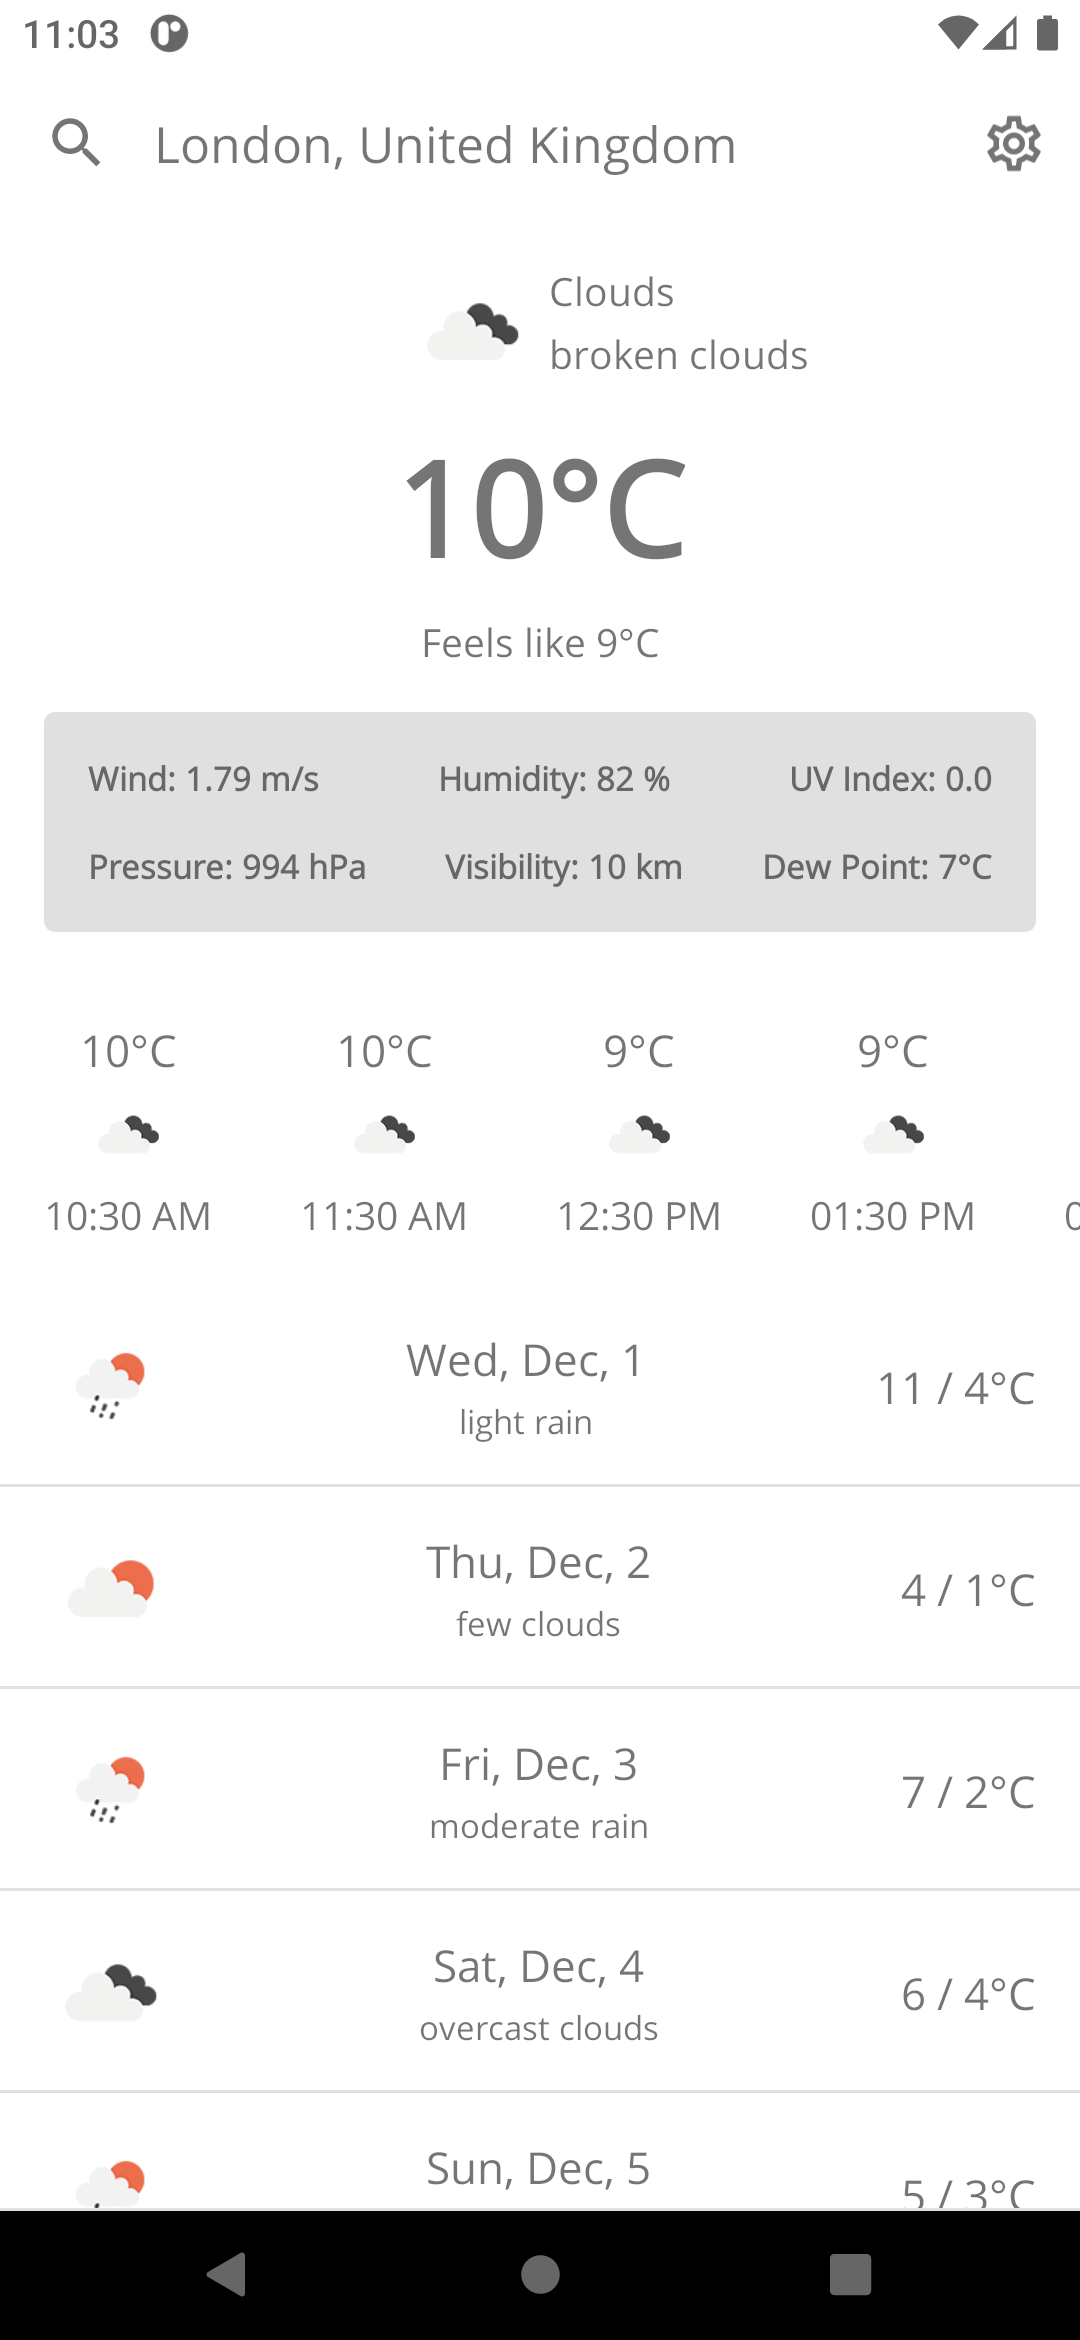 11:03
London, United Kingdom
Clouds
broken clouds
10°C
Feels like 9°C
Wind: 1.79 m/s Humidity: 82 % UV Index: 0.0
Pressure: 994 hPa Visibility: 10 km Dew Point: 7°C
10°C 10°C 9°C 9°C
10:30 AM 11:30 AM 12:30 PM 01:30 PM 0
Wed, Dec, 1
light rain
11 / 4°C
Thu, Dec, 2
few clouds
4 / 1°C
Fri, Dec, 3
moderate rain
7 / 2°C
Sat, Dec, 4
overcast clouds
6 / 4°C
Sun, Dec, 5
5 / 3°C